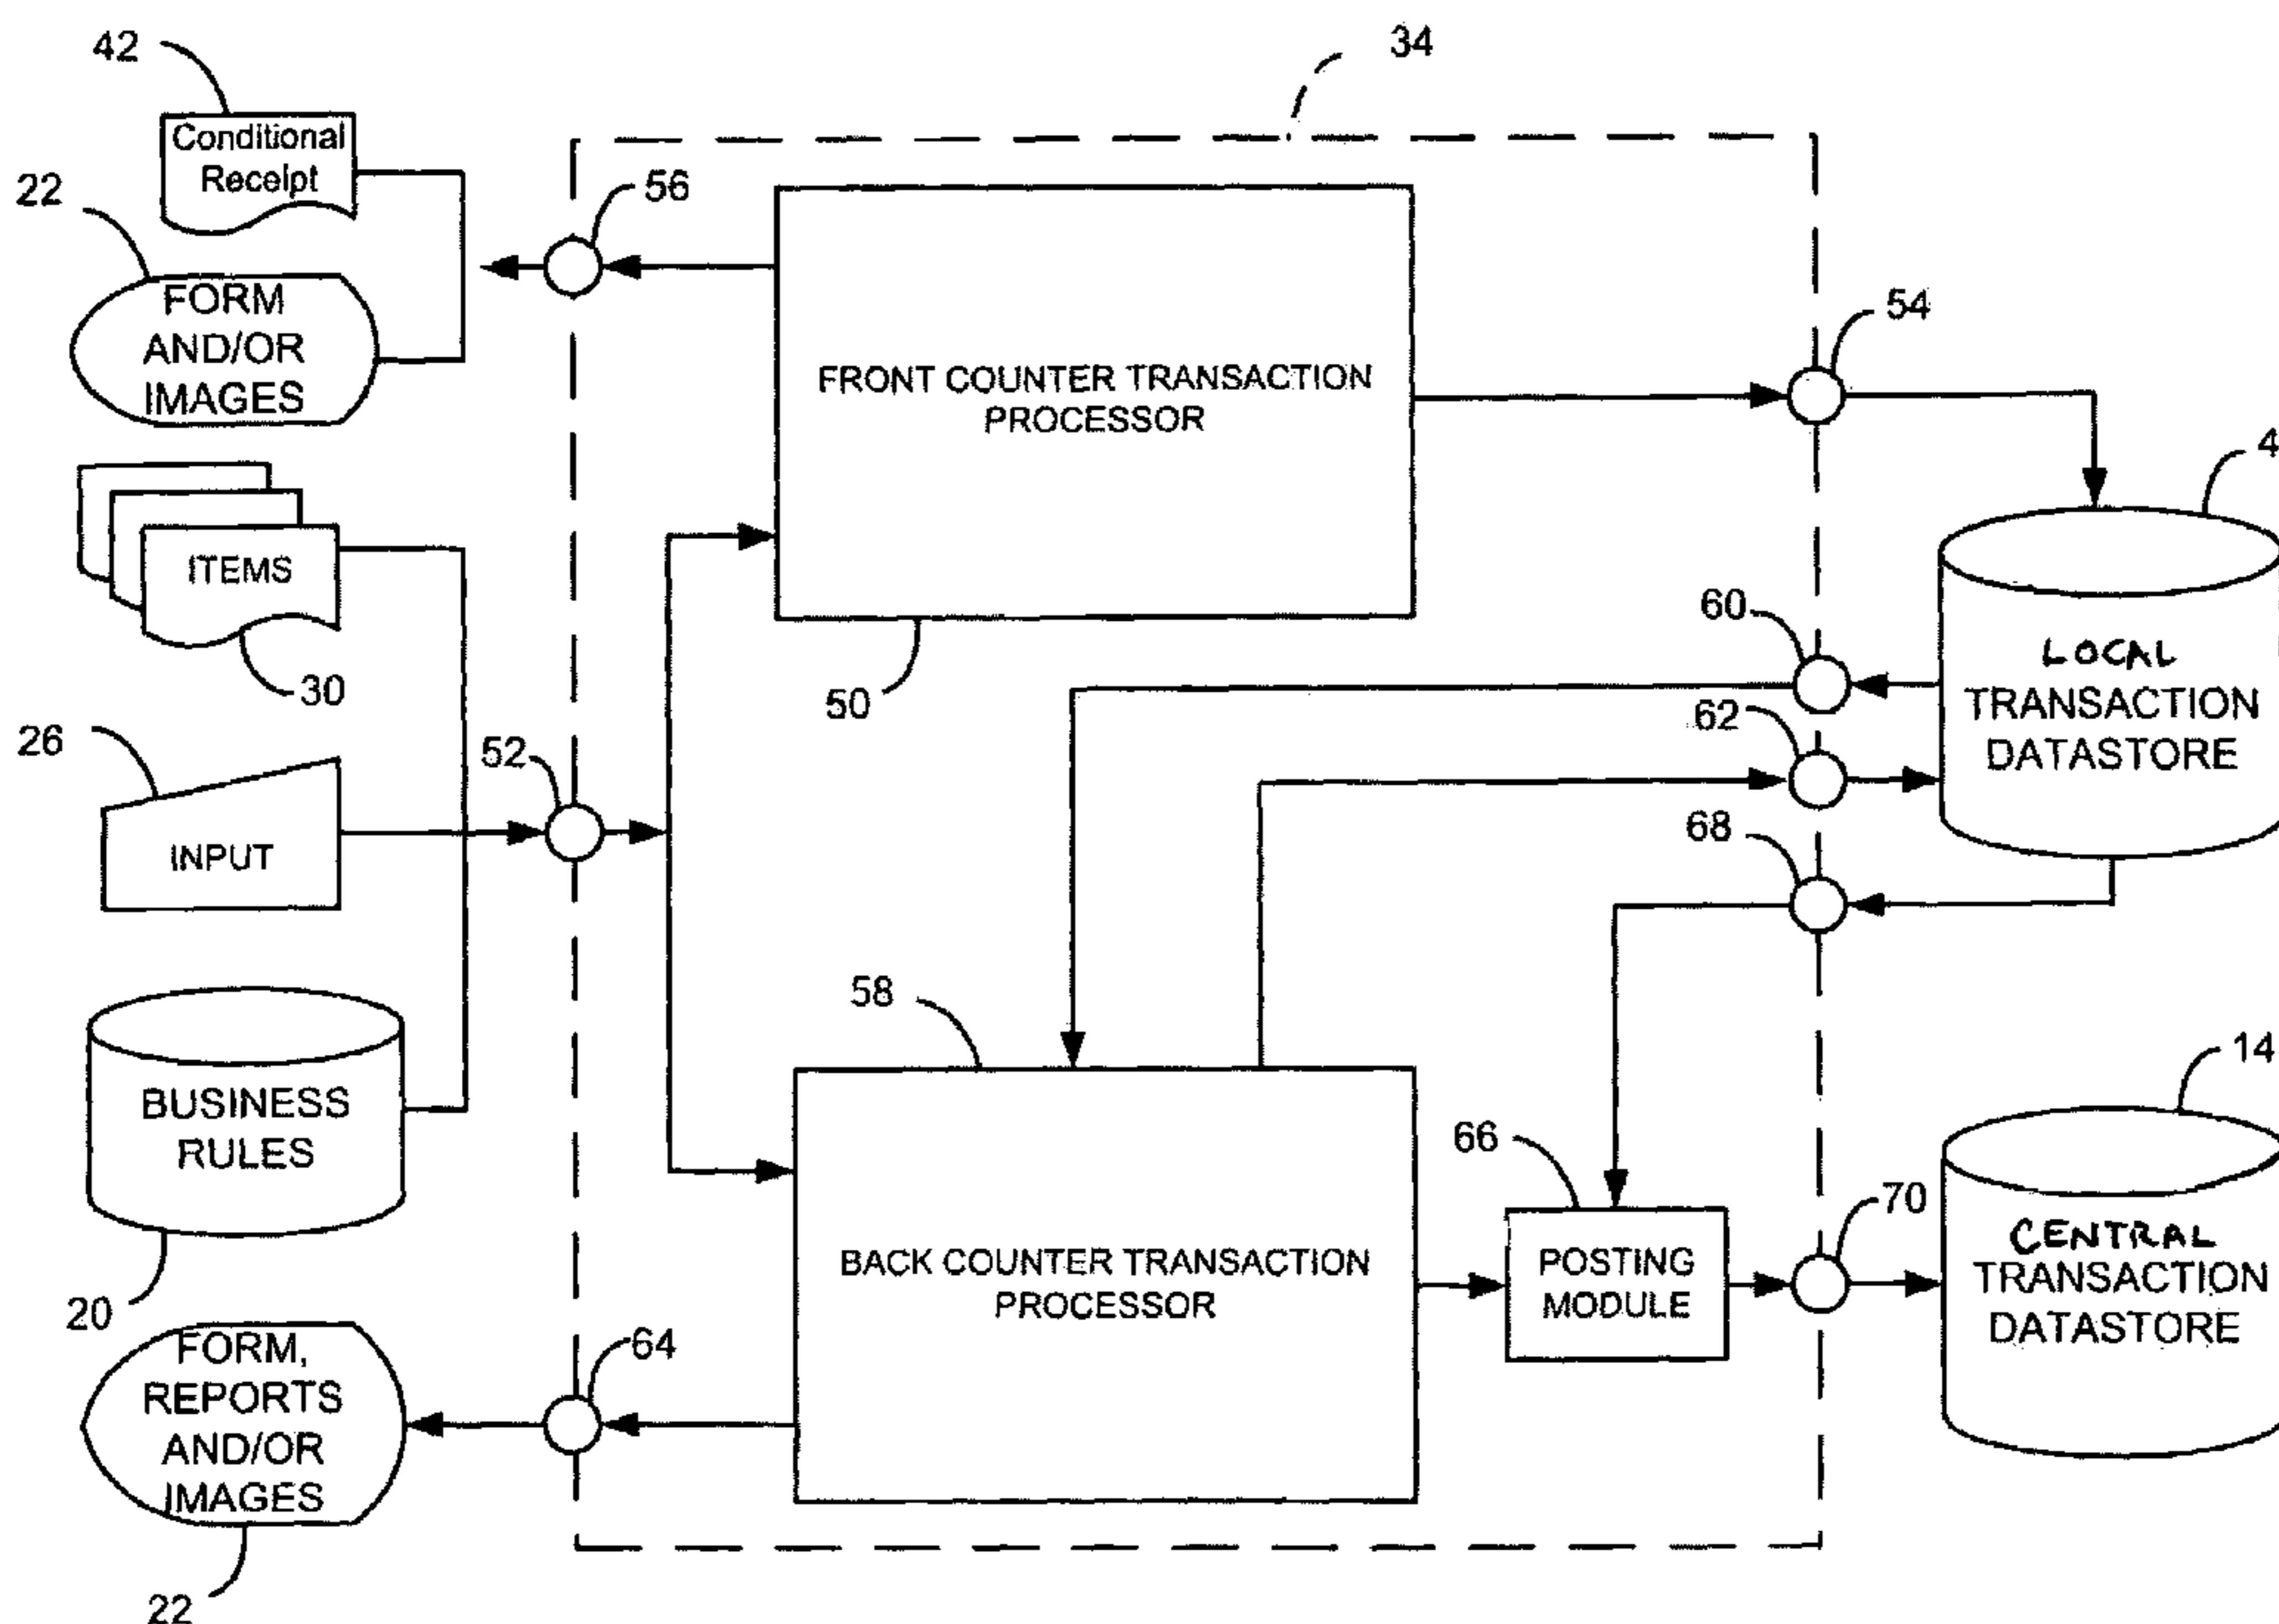 42
34
Conditional
Receipt
22
56
FORM
AND/OR
IMAGES
FRONT COUNTER TRANSACTION
PROCESSOR
54
4
ITEMS
30
50
60
62
LOCAL
TRANSACTION
DATASTORE
26
52
INPUT
68
58
BUSINESS
RULES
20
14
66
70
BACK COUNTER TRANSACTION
PROCESSOR
POSTING
MODULE
CENTRAL
TRANSACTION
DATASTORE
64
FORM,
REPORTS
AND/OR
IMAGES
22